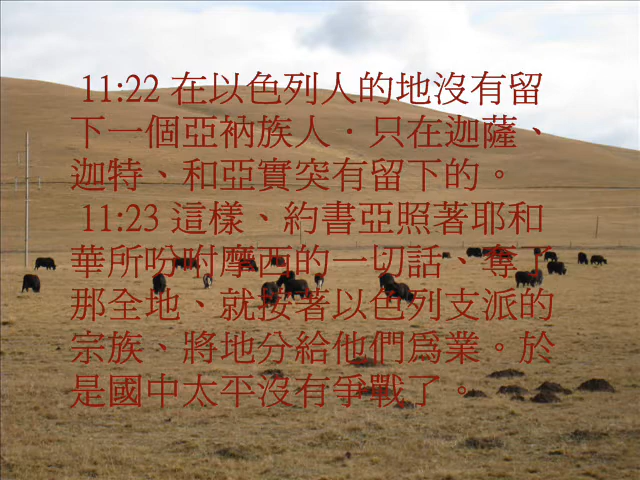 11:22 在以色列人的地沒有留
下一個亞衲族人．只在迦薩、
迦特、和亞實突有留下的。
11:23 這樣、約書亞照著耶和
華所吩咐摩西的一切話、奪了
那全地、就按著以色列支派的
宗族、將地分給他們爲業。於
是國中太平沒有爭戰了。